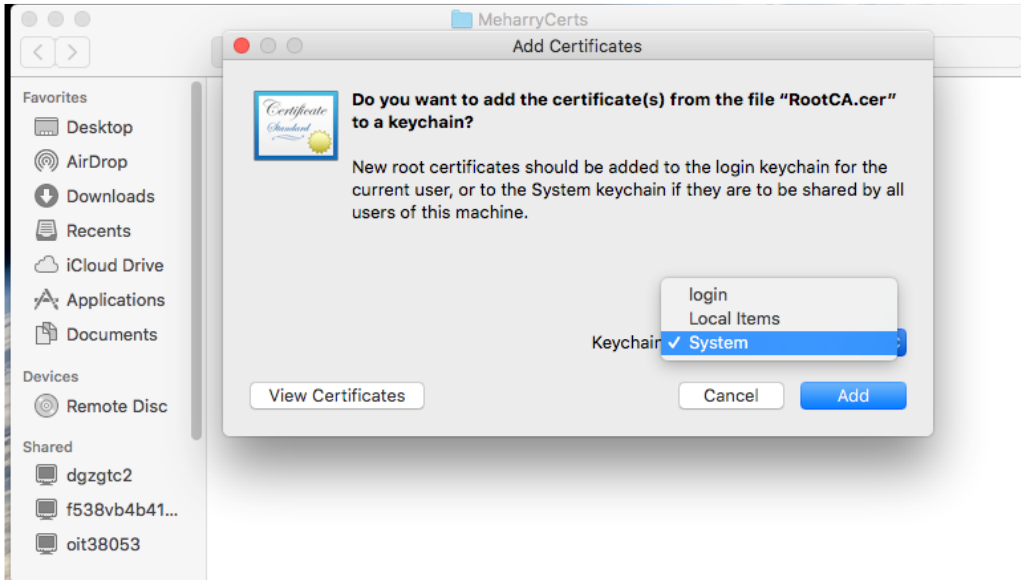 MeharryCerts
Add Certificates
Favorites
Desktop
AirDrop
Downloads
Recents
iCloud Drive
Applications
Documents
Devices
Remote Disc
Shared
dgzgtc2
f538vb4b41...
oit38053
Certificate
Standard
Do you want to add the certificate(s) from the file “RootCA.cer”
to a keychain?
New root certificates should be added to the login keychain for the
current user, or to the System keychain if they are to be shared by all
users of this machine.
login
Local Items
Keychain ✓ System
View Certificates
Cancel
Add